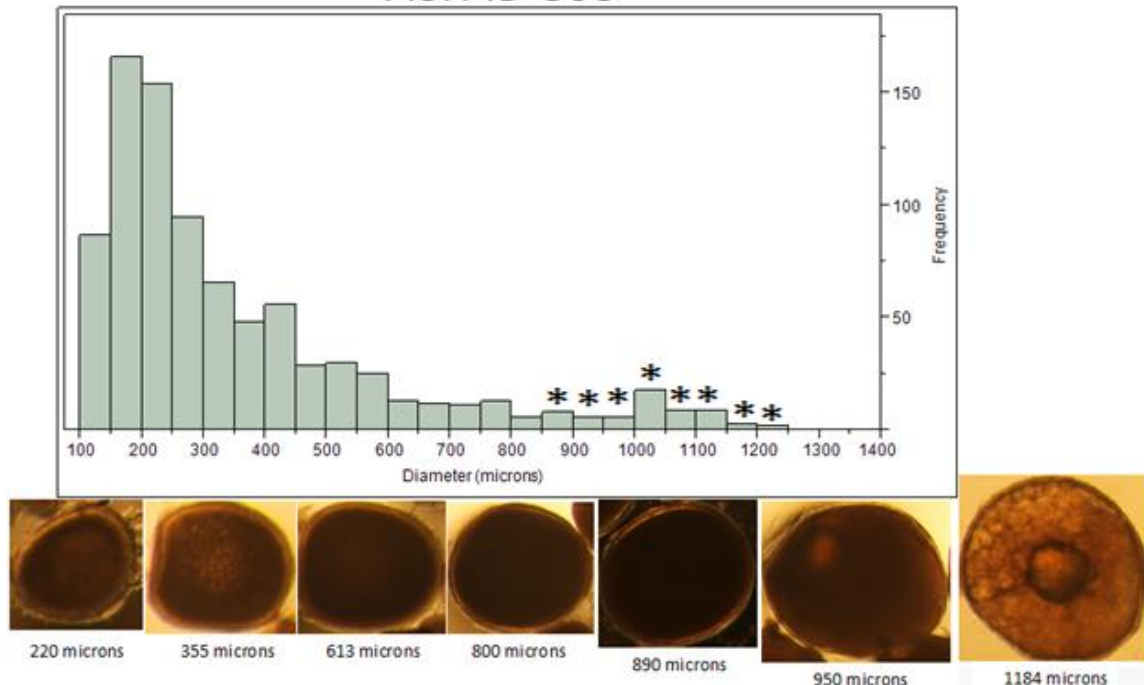 150
100
50
Frequency
* * * * * * * *
100 200 300 400 500 600 700 800 900 1000 1100 1200 1300 1400
Diameter (microns)
220 microns
355 microns
613 microns
800 microns
890 microns
950 microns
1184 microns